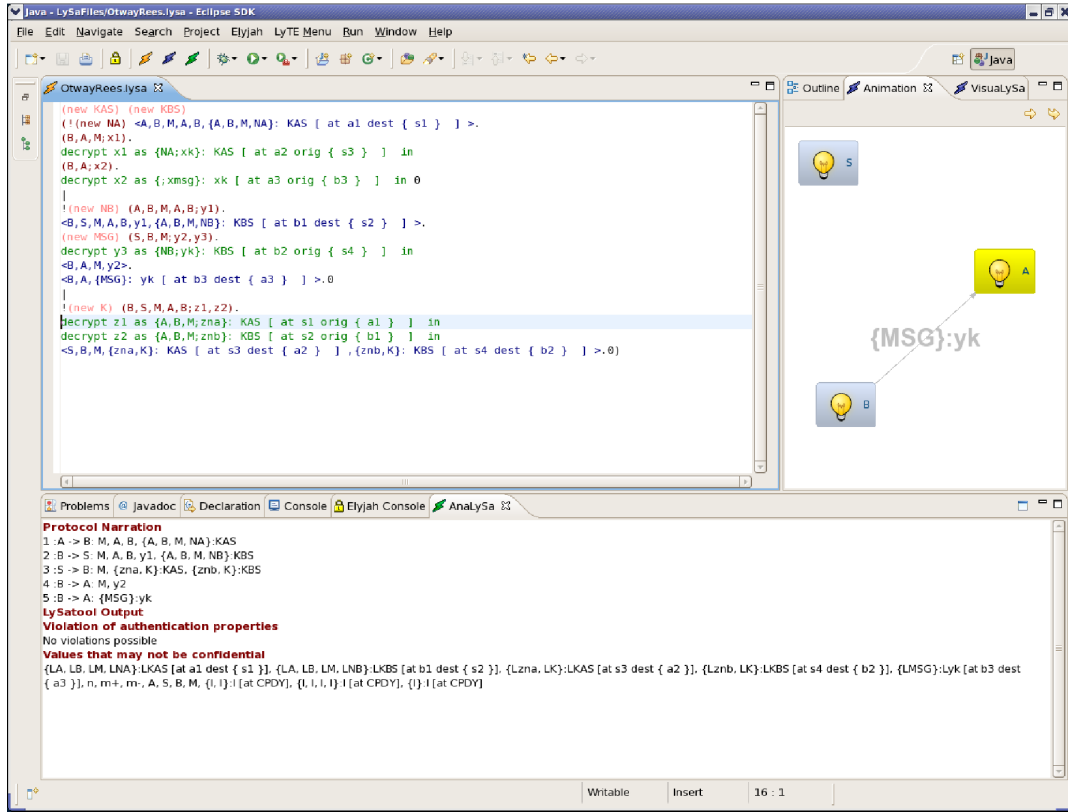 Java - LySaFiles/OtwayRees.lysa - Eclipse SDK
File Edit Navigate Search Project Elyjah LyTE Menu Run Window Help
Java
OtwayRees.lysa
(new KAS) (new KBS)
(!(new NA) <A,B,M,A,B,{A,B,M,NA}: KAS [ at a1 dest { s1 } ] >.
(B,A,M;x1).
decrypt x1 as {NA;xk}: KAS [ at a2 orig { s3 } ] in
(B,A;x2).
decrypt x2 as {;xmsg}: xk [ at a3 orig { b3 } ] in 0
|
!(new NB) (A,B,M,A,B;y1).
<B,S,M,A,B,y1,{A,B,M,NB}: KBS [ at b1 dest { s2 } ] >.
(new MSG) (S,B,M;y2,y3).
decrypt y3 as {NB;yk}: KBS [ at b2 orig { s4 } ] in
<B,A,M,y2>.
<B,A,{MSG}: yk [ at b3 dest { a3 } ] >.0
|
!(new K) (B,S,M,A,B;z1,z2).
decrypt z1 as {A,B,M;zna}: KAS [ at s1 orig { a1 } ] in
decrypt z2 as {A,B,M;znb}: KBS [ at s2 orig { b1 } ] in
<S,B,M,{zna,K}: KAS [ at s3 dest { a2 } ] ,{znb,K}: KBS [ at s4 dest { b2 } ] >.0)
Outline Animation VisuaLySa
S
A
{MSG}:yk
B
Problems Javadoc Declaration Console Elyjah Console AnaLySa
Protocol Narration
1 :A -> B: M, A, B, {A, B, M, NA}:KAS
2 :B -> S: M, A, B, y1, {A, B, M, NB}:KBS
3 :S -> B: M, {zna, K}:KAS, {znb, K}:KBS
4 :B -> A: M, y2
5 :B -> A: {MSG}:yk
LySatool Output
Violation of authentication properties
No violations possible
Values that may not be confidential
{LA, LB, LM, LNA}:LKAS [at a1 dest { s1 }], {LA, LB, LM, LNB}:LKBS [at b1 dest { s2 }], {Lzna, LK}:LKAS [at s3 dest { a2 }], {Lznb, LK}:LKBS [at s4 dest { b2 }], {LMSG}:Lyk [at b3 dest
{ a3 }], n, m+, m-, A, S, B, M, {l, l}:l [at CPDY], {l, l, l, l}:l [at CPDY], {l}:l [at CPDY]
Writable Insert 16 : 1